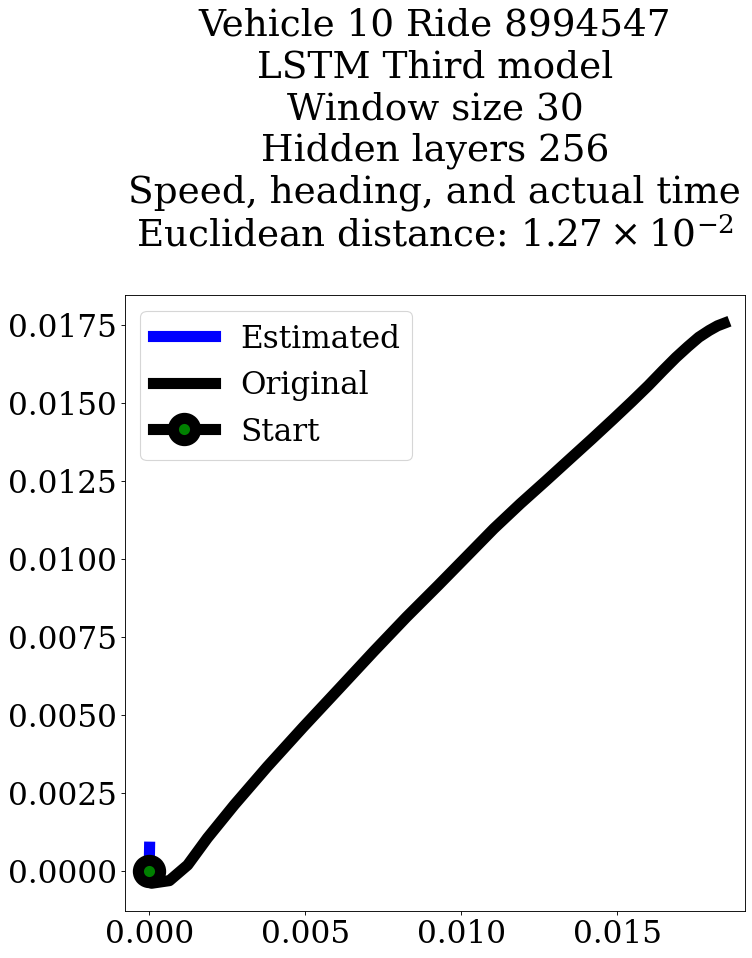 Vehicle 10 Ride 8994547
LSTM Third model
Window size 30
Hidden layers 256
Speed, heading, and actual time
Euclidean distance: 1.27 × 10⁻²
Estimated
Original
Start
0.0175
0.0150
0.0125
0.0100
0.0075
0.0050
0.0025
0.0000
0.000 0.005 0.010 0.015